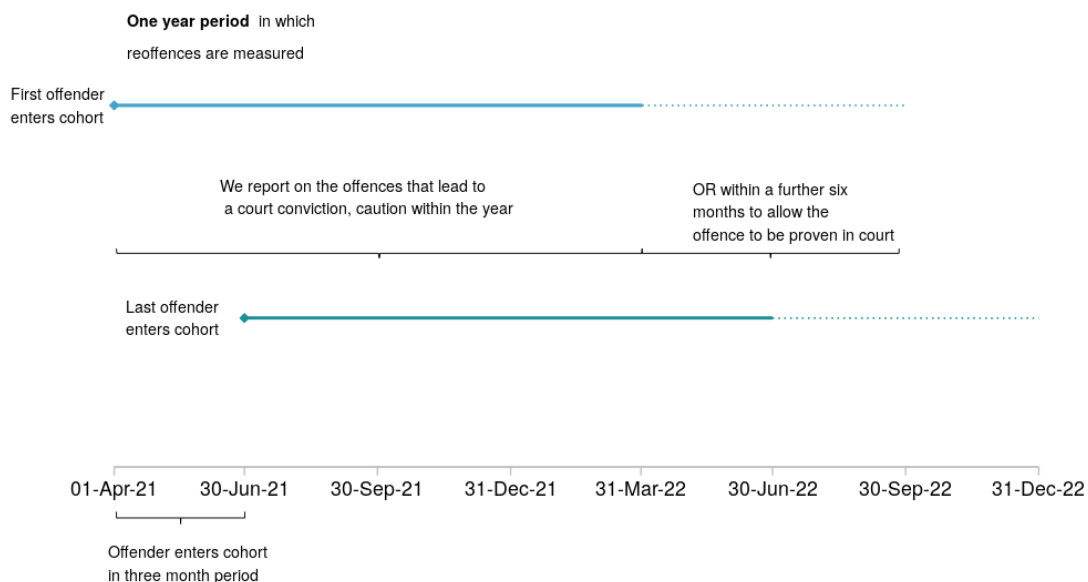 One year period in which
reoffences are measured
First offender
enters cohort
We report on the offences that lead to
a court conviction, caution within the year
OR within a further six
months to allow the
offence to be proven in court
Last offender
enters cohort
01-Apr-21 30-Jun-21 30-Sep-21 31-Dec-21 31-Mar-22 30-Jun-22 30-Sep-22 31-Dec-22
Offender enters cohort
in three month period